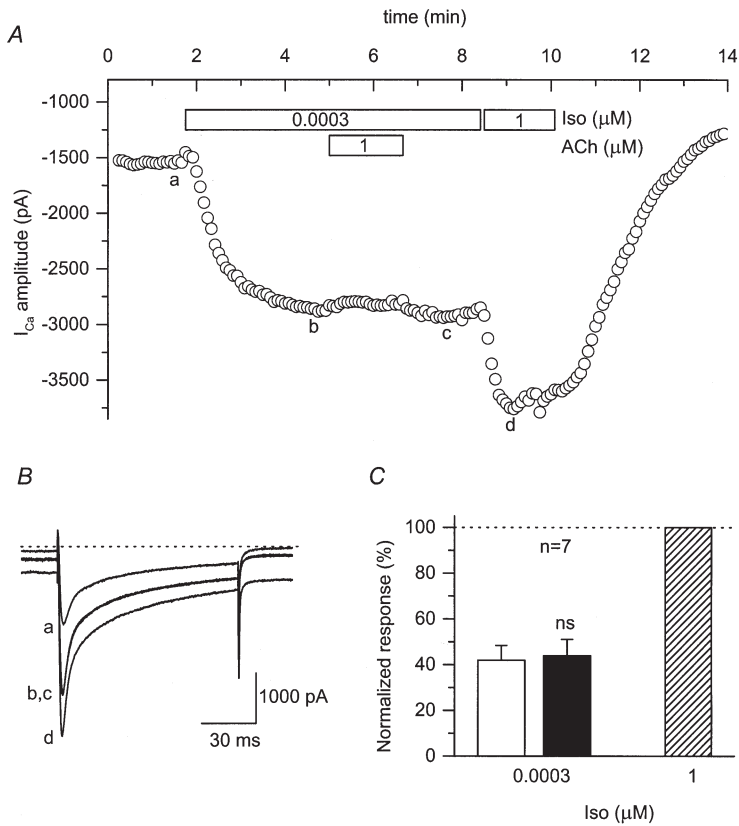 time (min)
A
0 2 4 6 8 10 12 14
-1000
0.0003 1 Iso (μM)
1 ACh (μM)
-1500
a
-2000
-2500
b c
-3000
-3500
d
I_Ca amplitude (pA)
B
a
b,c
d
1000 pA
30 ms
C
100
n=7
80
60
ns
40
20
0
Normalized response (%)
0.0003 1
Iso (μM)